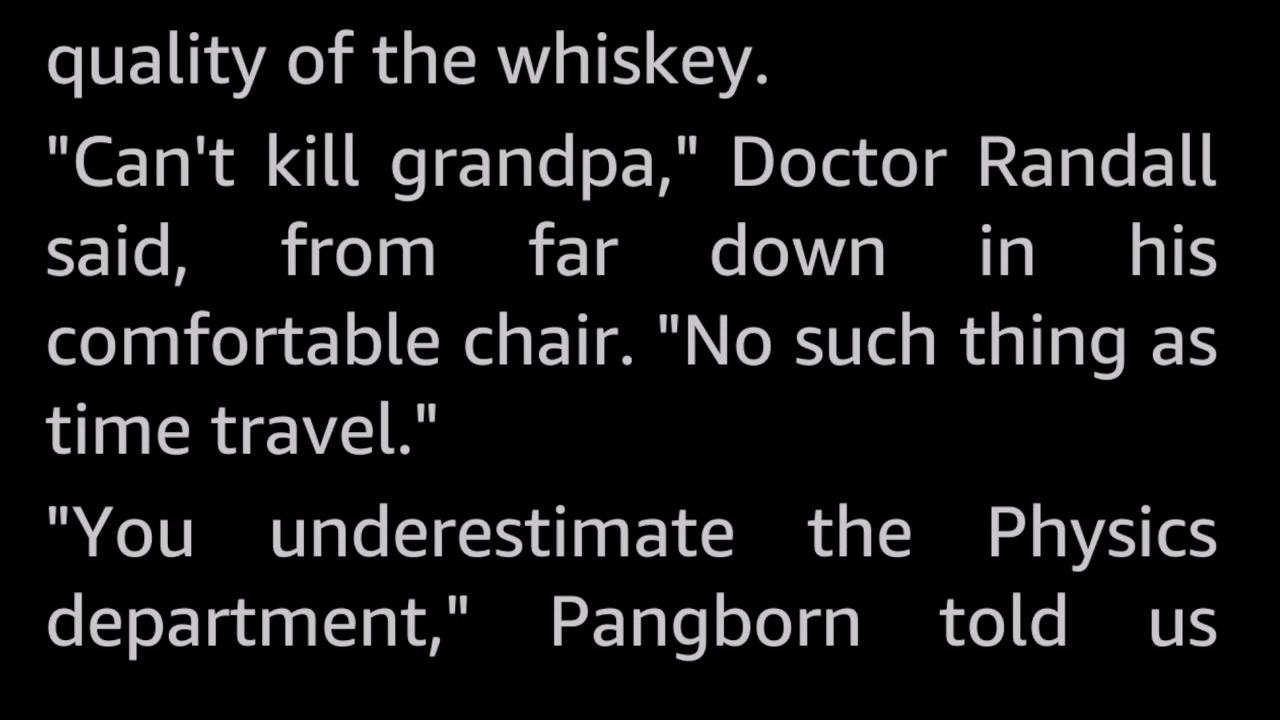 quality of the whiskey.
"Can't kill grandpa," Doctor Randall
said, from far down in his
comfortable chair. "No such thing as
time travel."
"You underestimate the Physics
department," Pangborn told us